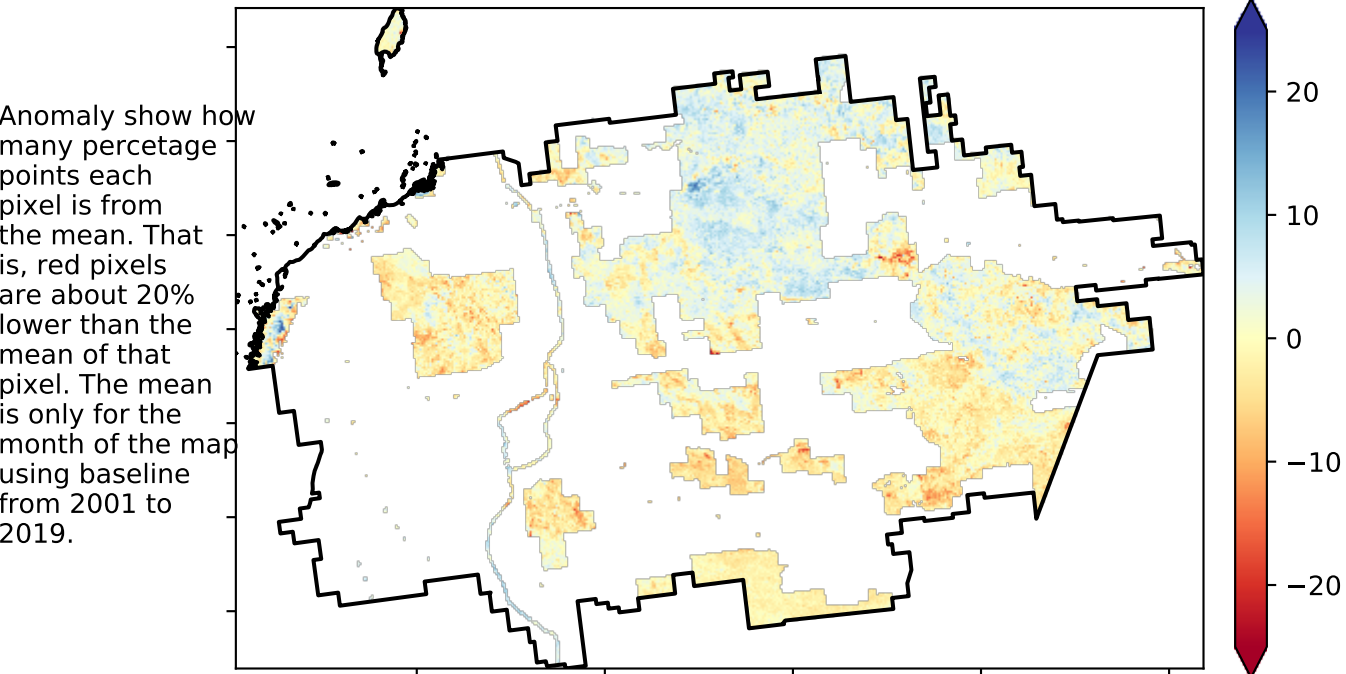 Anomaly show how
many percetage
points each
pixel is from
the mean. That
is, red pixels
are about 20%
lower than the
mean of that
pixel. The mean
is only for the
month of the map
using baseline
from 2001 to
2019.
20
10
0
−10
−20